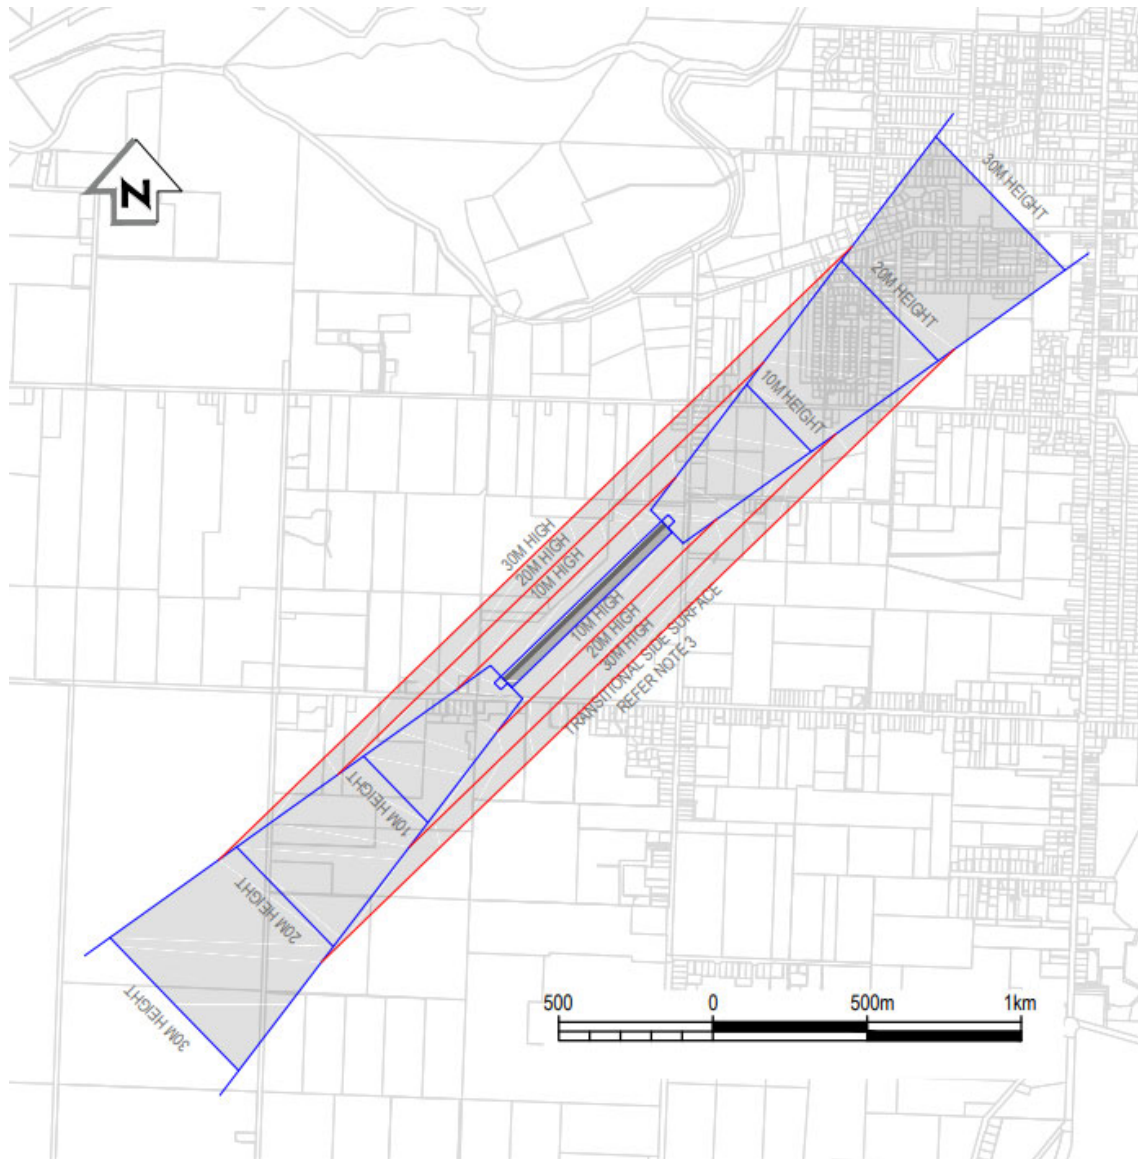 N
30M HEIGHT
20M HEIGHT
10M HEIGHT
30M HIGH
20M HIGH
10M HIGH
10M HIGH
20M HIGH
30M HIGH
TRANSITIONAL SIDE SURFACE
REFER NOTE 3
10M HEIGHT
20M HEIGHT
30M HEIGHT
500 0 500m 1km